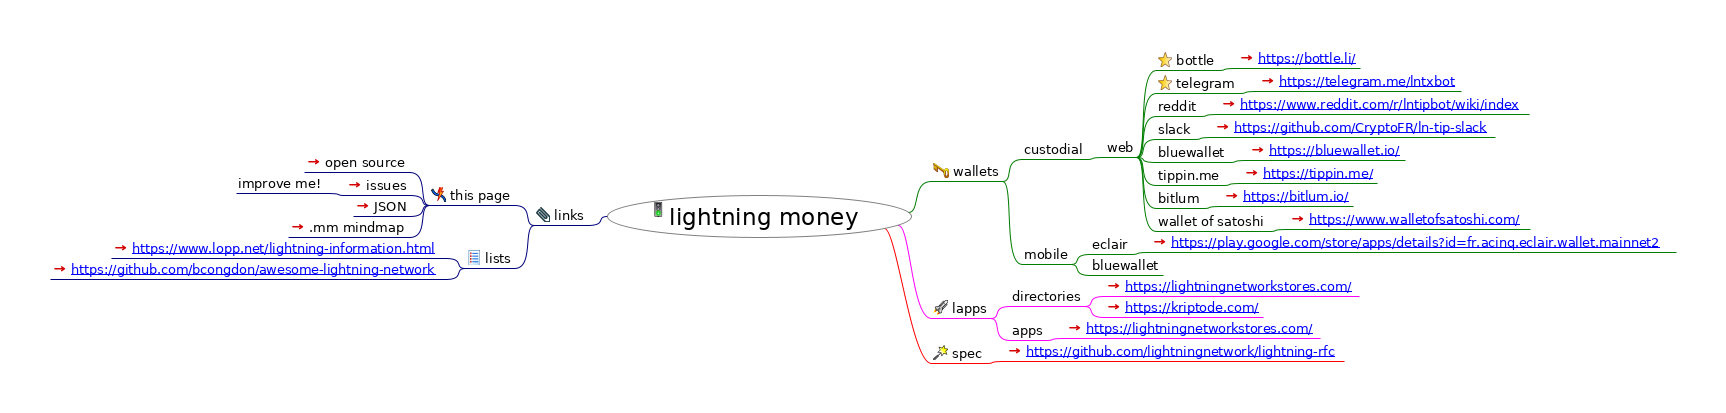 lightning money
links
this page
open source
issues
improve me!
JSON
.mm mindmap
lists
https://www.lopp.net/lightning-information.html
https://github.com/bcongdon/awesome-lightning-network
wallets
custodial
web
bottle
https://bottle.li/
telegram
https://telegram.me/lntxbot
reddit
https://www.reddit.com/r/lntipbot/wiki/index
slack
https://github.com/CryptoFR/ln-tip-slack
bluewallet
https://bluewallet.io/
tippin.me
https://tippin.me/
bitlum
https://bitlum.io/
wallet of satoshi
https://www.walletofsatoshi.com/
mobile
eclair
https://play.google.com/store/apps/details?id=fr.acinq.eclair.wallet.mainnet2
bluewallet
lapps
directories
https://lightningnetworkstores.com/
https://kriptode.com/
apps
https://lightningnetworkstores.com/
spec
https://github.com/lightningnetwork/lightning-rfc